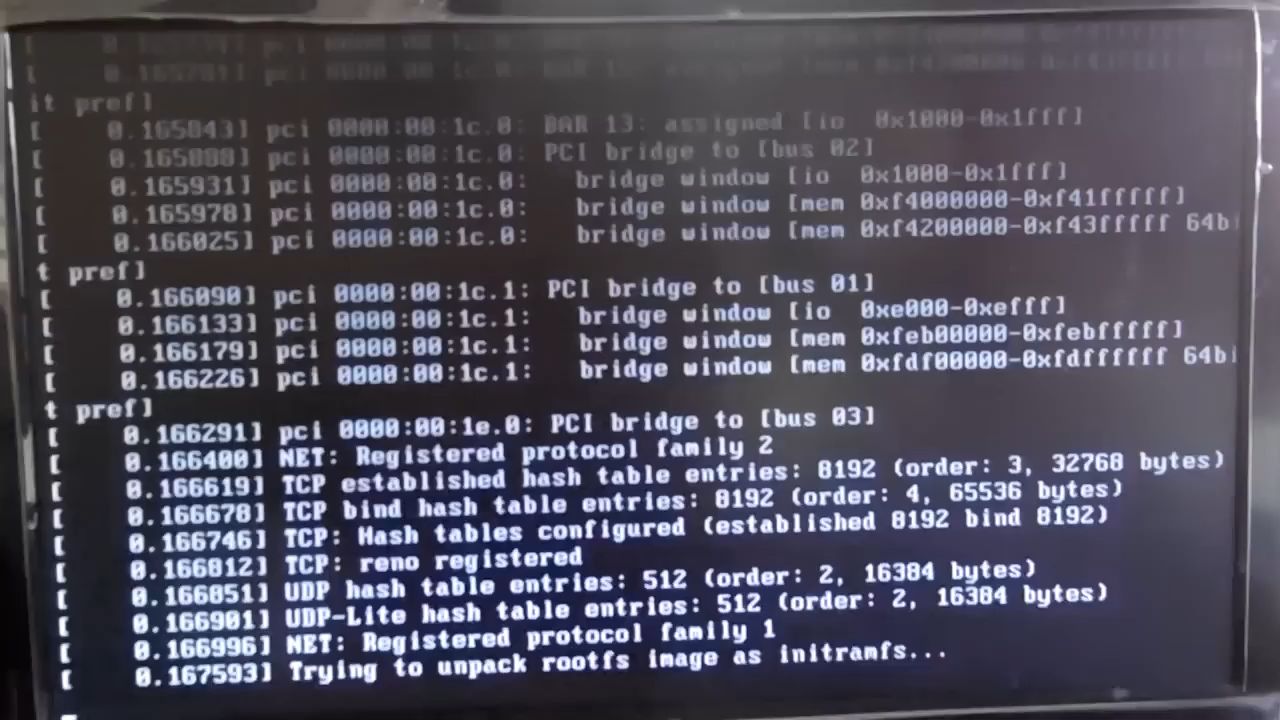 it pref]
[    0.165843] pci 0000:00:1c.0: BAR 13: assigned [io  0x1000-0x1fff]
[    0.165888] pci 0000:00:1c.0: PCI bridge to [bus 02]
[    0.165931] pci 0000:00:1c.0:   bridge window [io  0x1000-0x1fff]
[    0.165978] pci 0000:00:1c.0:   bridge window [mem 0xf4000000-0xf41fffff]
[    0.166025] pci 0000:00:1c.0:   bridge window [mem 0xf4200000-0xf43fffff 64bi
t pref]
[    0.166090] pci 0000:00:1c.1: PCI bridge to [bus 01]
[    0.166133] pci 0000:00:1c.1:   bridge window [io  0xe000-0xefff]
[    0.166179] pci 0000:00:1c.1:   bridge window [mem 0xfeb00000-0xfebfffff]
[    0.166226] pci 0000:00:1c.1:   bridge window [mem 0xfdf00000-0xfdffffff 64bi
t pref]
[    0.166291] pci 0000:00:1e.0: PCI bridge to [bus 03]
[    0.166400] NET: Registered protocol family 2
[    0.166619] TCP established hash table entries: 8192 (order: 3, 32768 bytes)
[    0.166678] TCP bind hash table entries: 8192 (order: 4, 65536 bytes)
[    0.166746] TCP: Hash tables configured (established 8192 bind 8192)
[    0.166812] TCP: reno registered
[    0.166851] UDP hash table entries: 512 (order: 2, 16384 bytes)
[    0.166901] UDP-Lite hash table entries: 512 (order: 2, 16384 bytes)
[    0.166996] NET: Registered protocol family 1
[    0.167593] Trying to unpack rootfs image as initramfs...